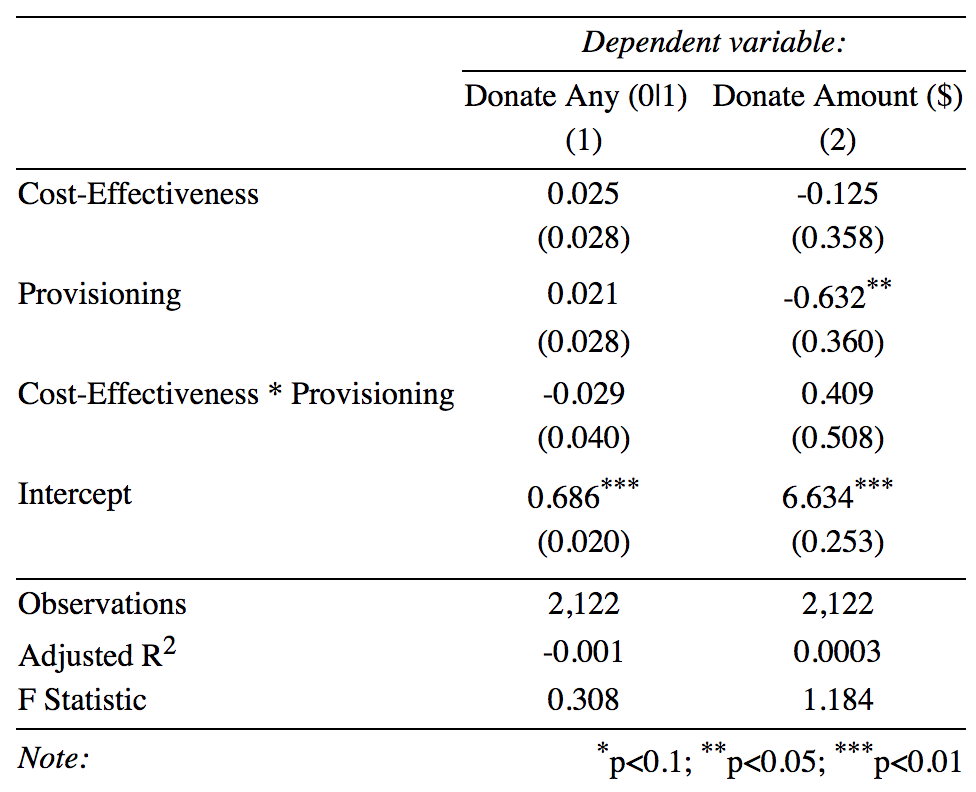 Dependent variable:
Donate Any (0|1) Donate Amount ($)
(1) (2)
Cost-Effectiveness 0.025 -0.125
(0.028) (0.358)
Provisioning 0.021 -0.632**
(0.028) (0.360)
Cost-Effectiveness * Provisioning -0.029 0.409
(0.040) (0.508)
Intercept 0.686*** 6.634***
(0.020) (0.253)
Observations 2,122 2,122
Adjusted R2 -0.001 0.0003
F Statistic 0.308 1.184
Note: *p<0.1; **p<0.05; ***p<0.01